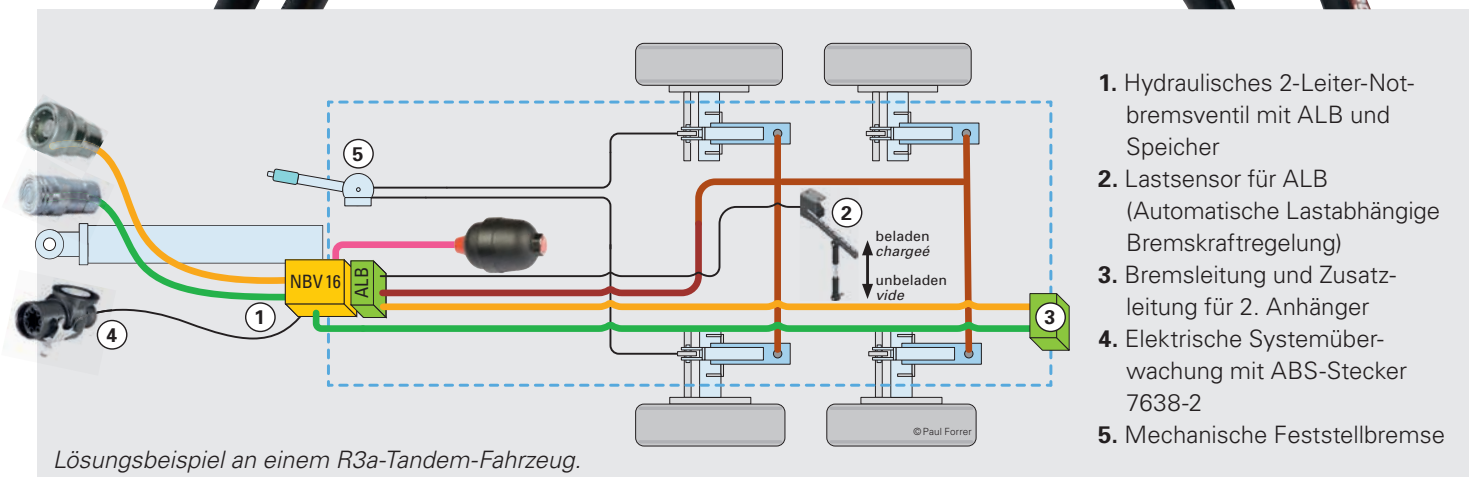 5
2
beladen
chargeé
unbeladen
vide
NBV 16
ALB
1
3
4
©Paul Forrer
Lösungsbeispiel an einem R3a-Tandem-Fahrzeug.
1. Hydraulisches 2-Leiter-Not-
bremsventil mit ALB und
Speicher
2. Lastsensor für ALB
(Automatische Lastabhängige
Bremskraftregelung)
3. Bremsleitung und Zusatz-
leitung für 2. Anhänger
4. Elektrische Systemüber-
wachung mit ABS-Stecker
7638-2
5. Mechanische Feststellbremse